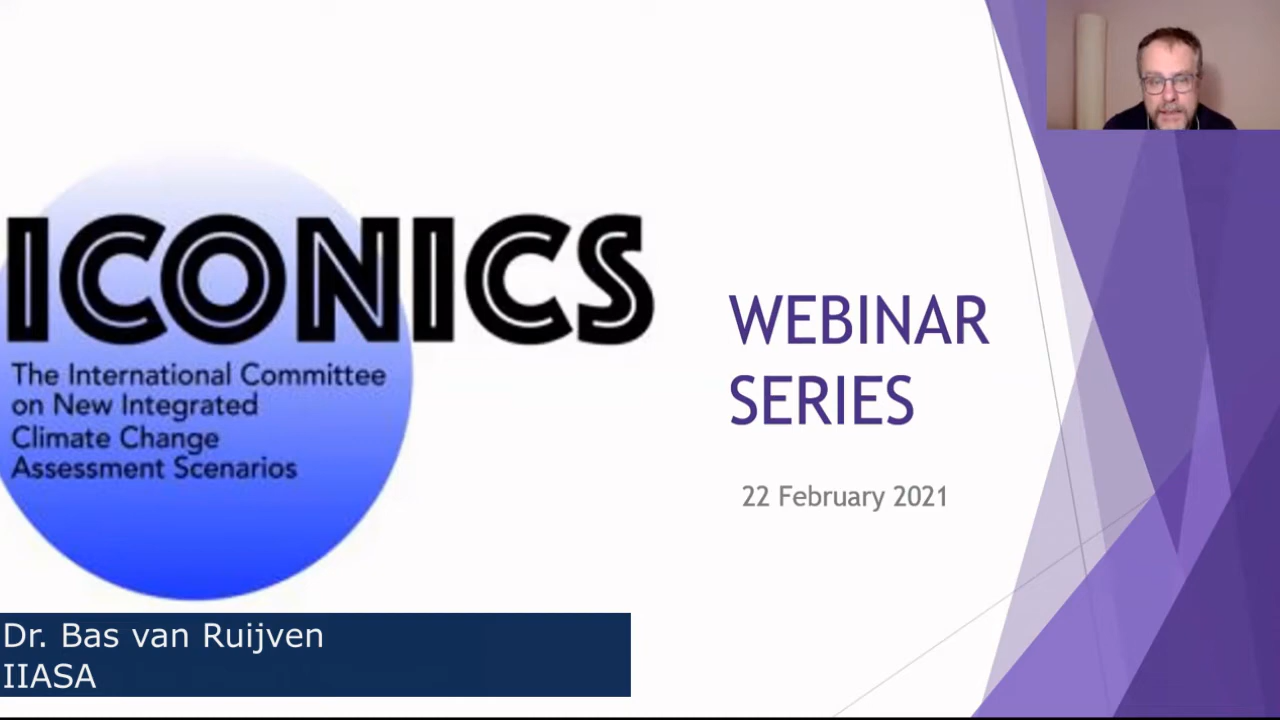 ICONICS
The International Committee
on New Integrated
Climate Change
Assessment Scenarios
WEBINAR
SERIES
22 February 2021
Dr. Bas van Ruijven
IIASA